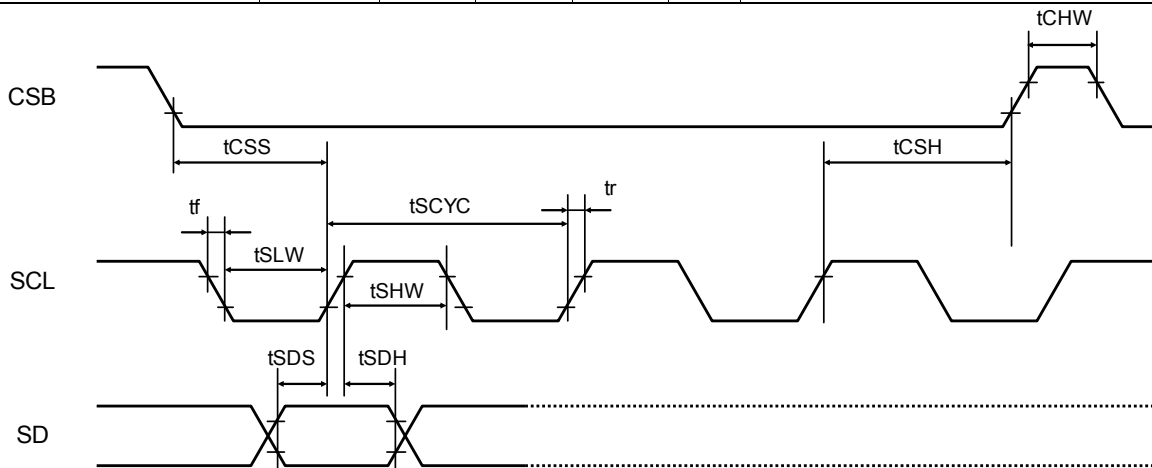 tCHW
CSB
tCSS
tCSH
tf
tSCYC
tr
tSLW
SCL
tSHW
tSDS
tSDH
SD